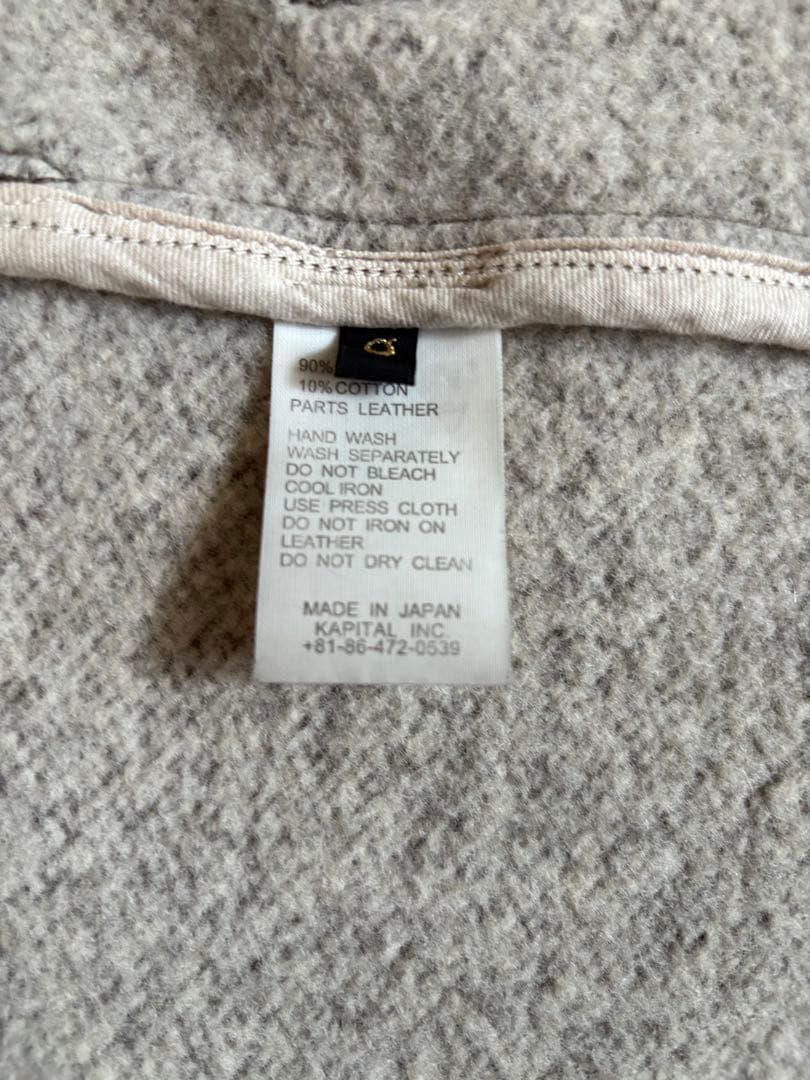 90%
10% COTTON
PARTS LEATHER
HAND WASH
WASH SEPARATELY
DO NOT BLEACH
COOL IRON
USE PRESS CLOTH
DO NOT IRON ON
LEATHER
DO NOT DRY CLEAN
MADE IN JAPAN
KAPITAL INC.
+81-86-472-0539